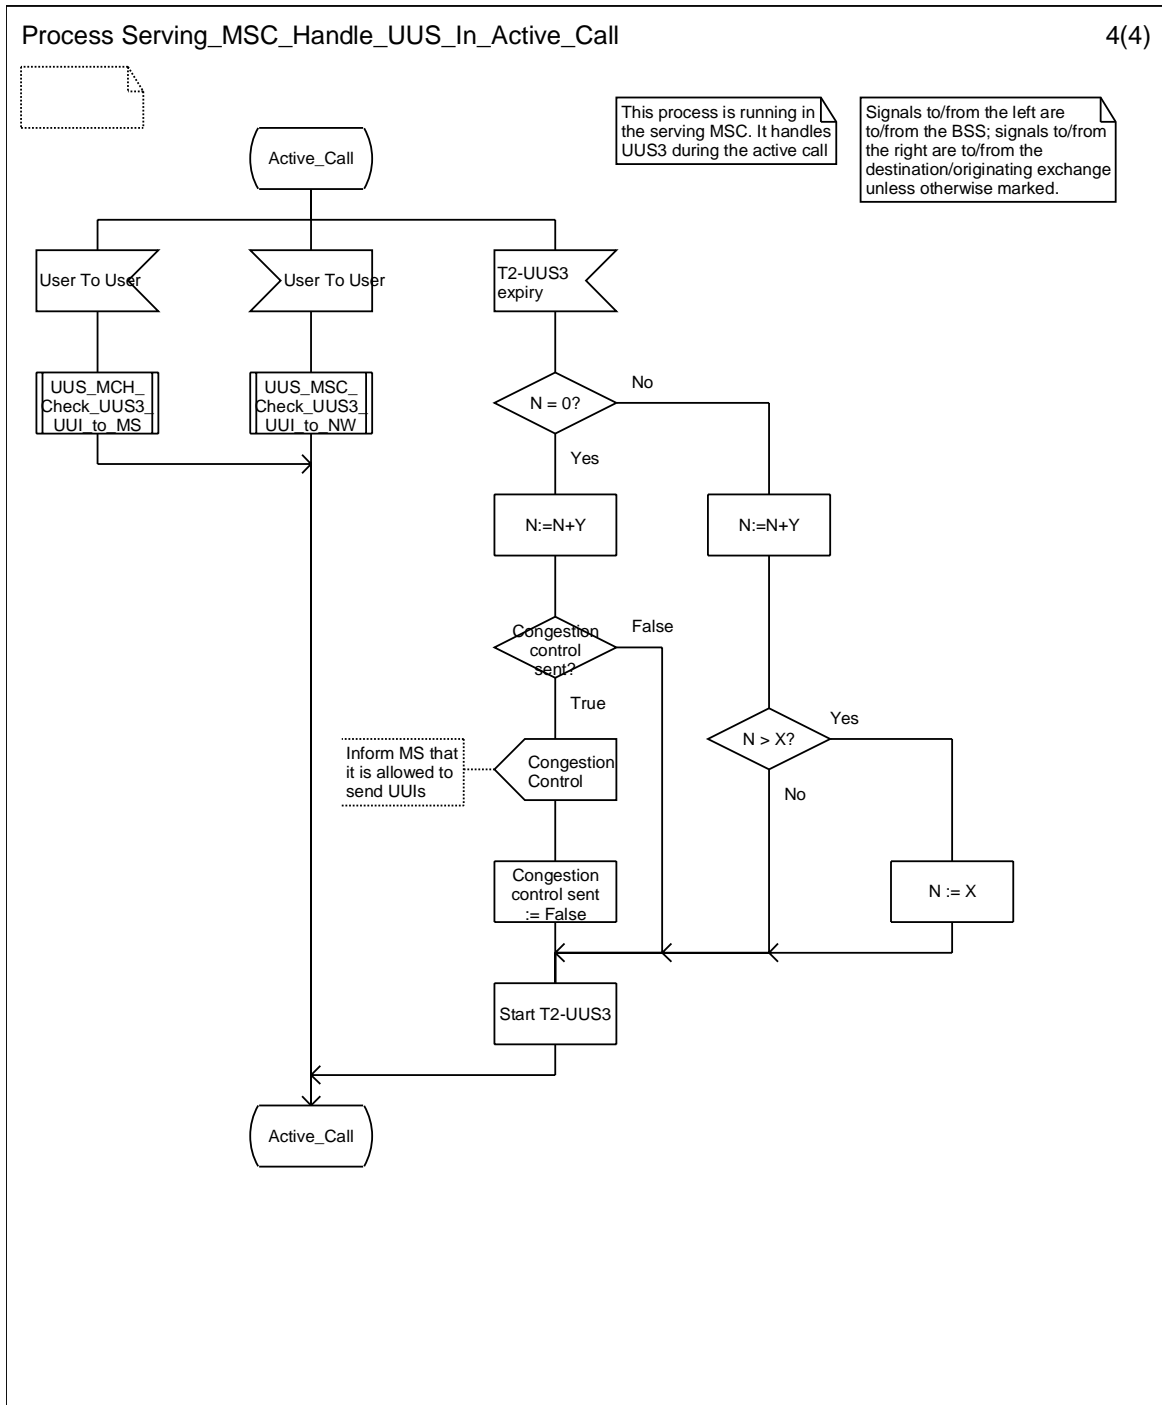 Process Serving_MSC_Handle_UUS_In_Active_Call
4(4)
This process is running in
the serving MSC. It handles
UUS3 during the active call
Signals to/from the left are
to/from the BSS; signals to/from
the right are to/from the
destination/originating exchange
unless otherwise marked.
Active_Call
User To User
User To User
T2-UUS3
expiry
UUS_MCH_
Check_UUS3_
UUI_to_MS
UUS_MSC_
Check_UUS3_
UUI_to_NW
N = 0?
No
Yes
N:=N+Y
N:=N+Y
Congestion
control
sent?
False
True
Inform MS that
it is allowed to
send UUIs
Congestion
Control
N > X?
Yes
No
Congestion
control sent
:= False
N := X
Start T2-UUS3
Active_Call